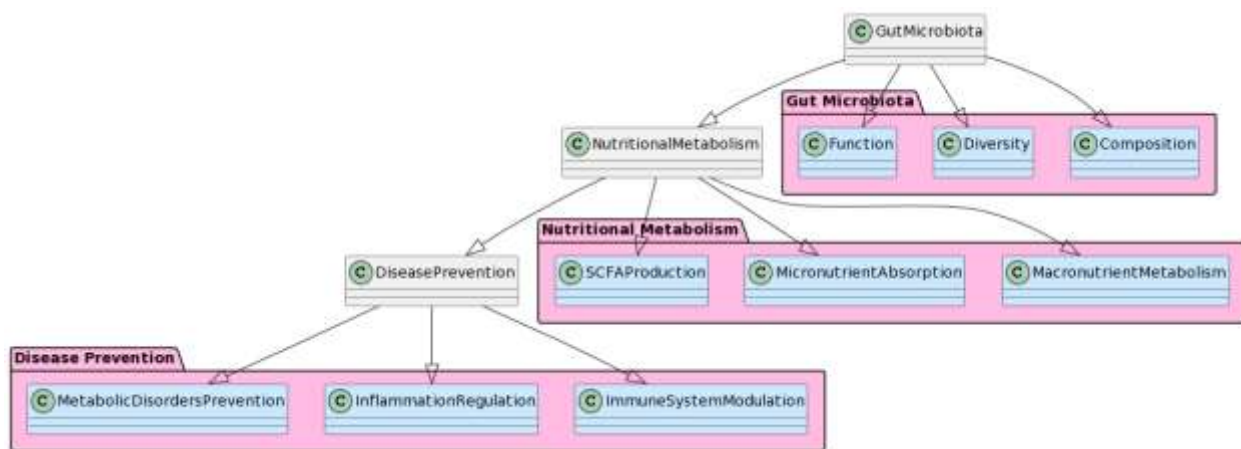 C GutMicrobiota
Gut Microbiota
C Function
C Diversity
C Composition
C NutritionalMetabolism
Nutritional Metabolism
C SCFAProduction
C MicronutrientAbsorption
C MacronutrientMetabolism
C DiseasePrevention
Disease Prevention
C MetabolicDisordersPrevention
C InflammationRegulation
C ImmuneSystemModulation